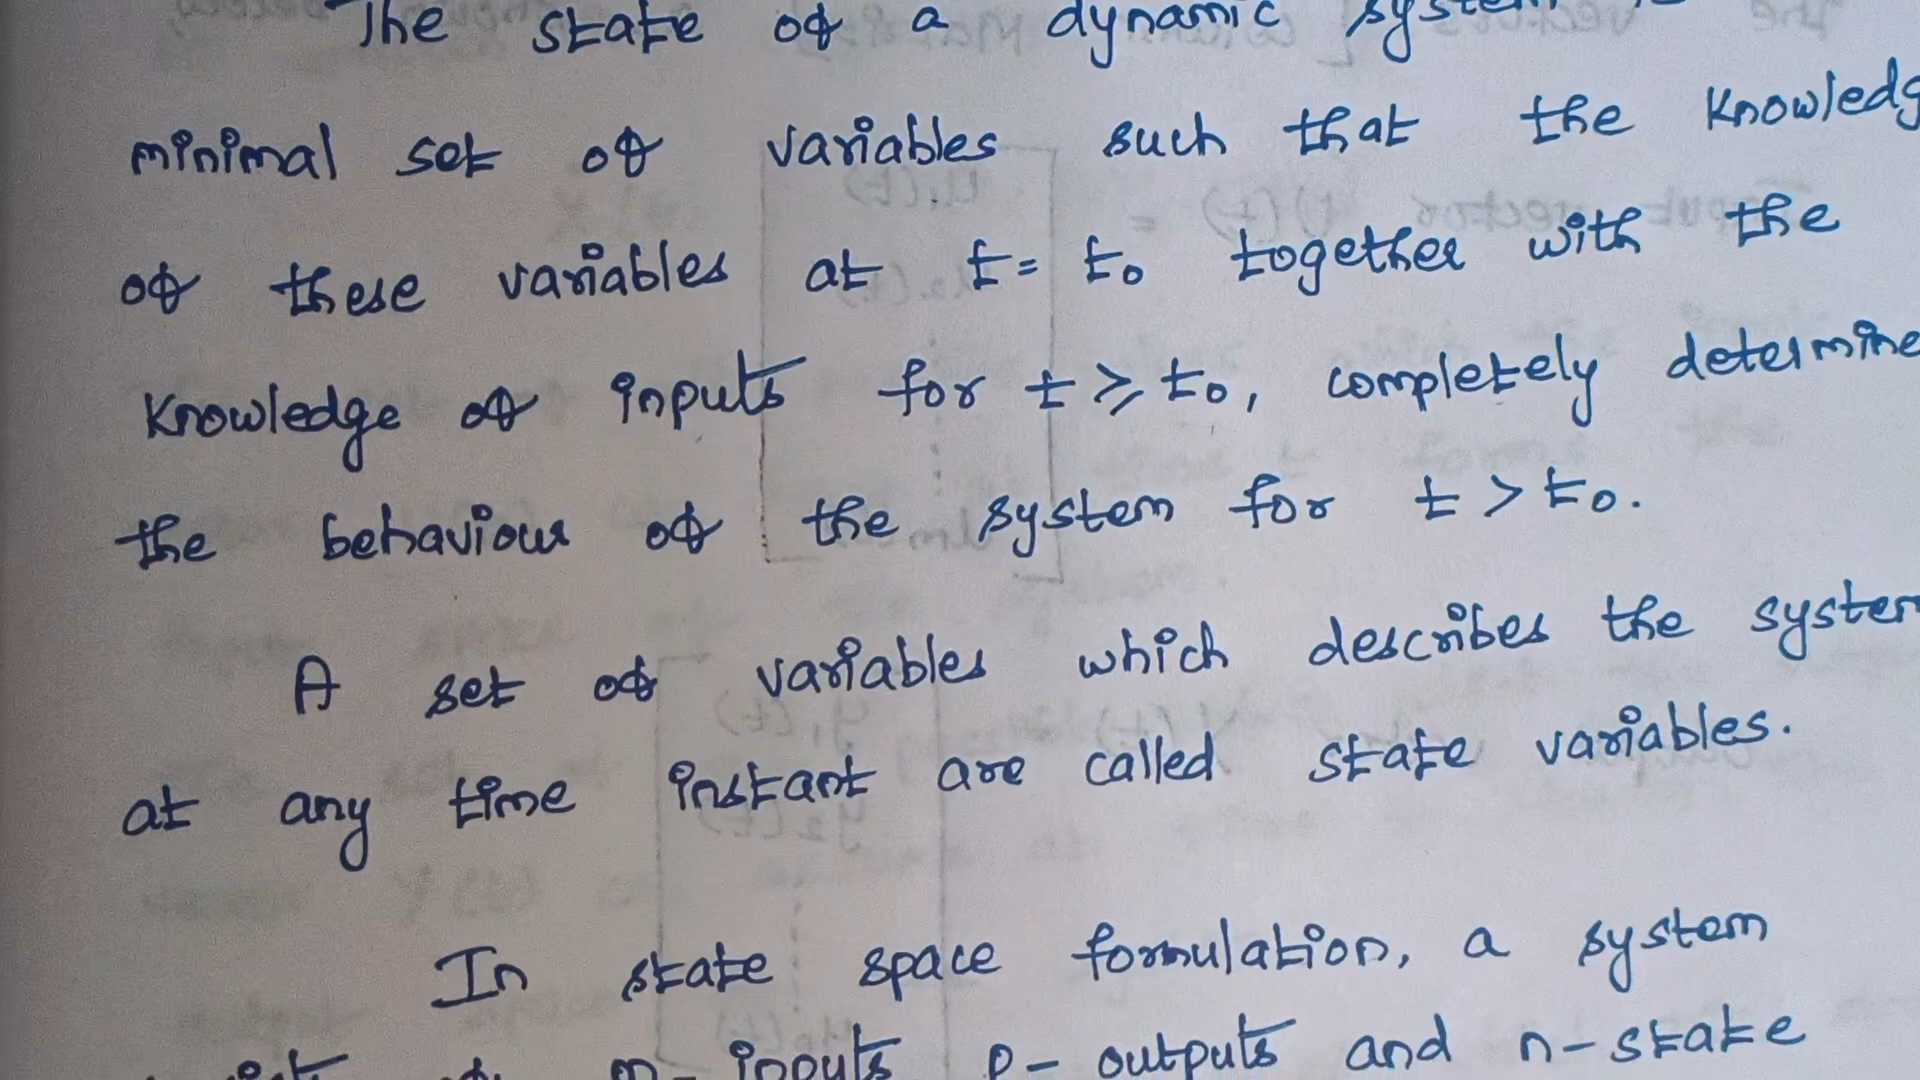 The state of a dynamic system
minimal set of variables such that the knowledg
of these variables at t = t₀ together with the
knowledge of inputs for t ≥ t₀, completely determine
the behaviour of the system for t > t₀.
A set of variables which describes the system
at any time instant are called state variables.
In state space formulation, a system
of m- inputs p- outputs and n-state